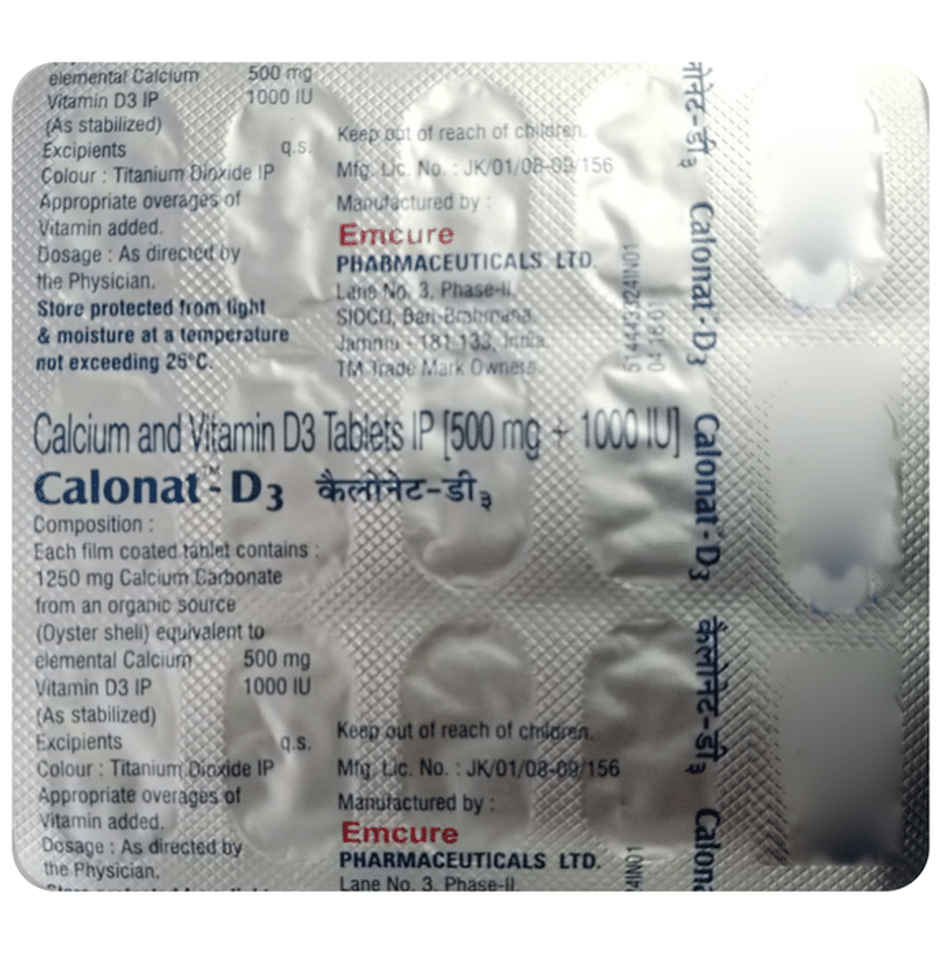 elemental Calcium 500 mg
Vitamin D3 IP 1000 IU
(As stabilized)
Excipients q.s.
Colour : Titanium Dioxide IP
Appropriate overages of
Vitamin added.
Dosage : As directed by
the Physician.
Store protected from light
& moisture at a temperature
not exceeding 25°C.
Keep out of reach of children.
Mfg. Lic. No. : JK/01/08-09/156
Manufactured by :
Emcure
PHARMACEUTICALS LTD.
Lane No. 3, Phase-II,
SIDCO, Bari-Brahmana,
Jammu - 181 133, India.
TM Trade Mark Owners
Calcium and Vitamin D3 Tablets IP [500 mg + 1000 IU]
Calonat™-D3 कैलोनेट-डी३
Composition :
Each film coated tablet contains :
1250 mg Calcium Carbonate
from an organic source
(Oyster shell) equivalent to
elemental Calcium 500 mg
Vitamin D3 IP 1000 IU
(As stabilized)
Excipients q.s.
Colour : Titanium Dioxide IP
Appropriate overages of
Vitamin added.
Dosage : As directed by
the Physician.
Keep out of reach of children.
Mfg. Lic. No. : JK/01/08-09/156
Manufactured by :
Emcure
PHARMACEUTICALS LTD.
Lane No. 3, Phase-II,
नेट-डी३ Calonat-D3
Calonat-D3 कैलोनेट-डी३ Calona